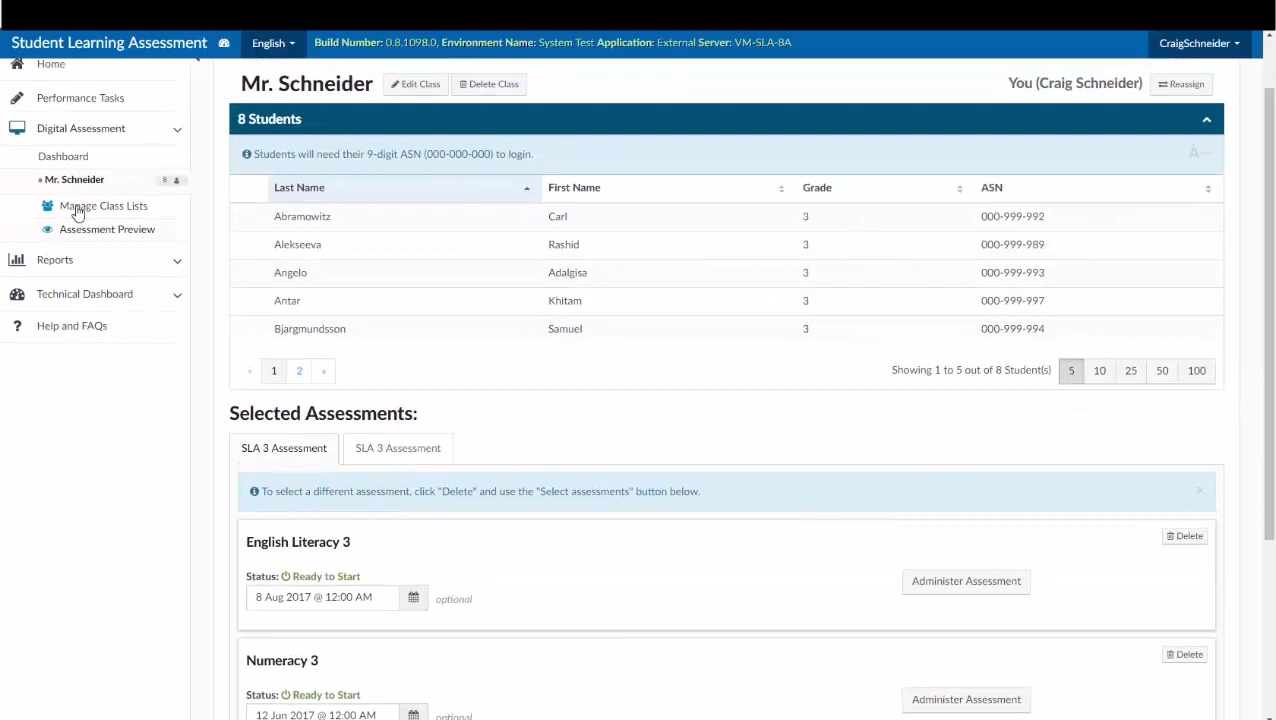 Student Learning Assessment English Build Number: 0.8.1098.0, Environment Name: System Test Application: External Server: VM-SLA-8A CraigSchneider
Home
Performance Tasks
Digital Assessment
Dashboard
» Mr. Schneider 8
Manage Class Lists
Assessment Preview
Reports
Technical Dashboard
? Help and FAQs
Mr. Schneider Edit Class Delete Class You (Craig Schneider) Reassign
8 Students
Students will need their 9-digit ASN (000-000-000) to login.
Last Name First Name Grade ASN
Abramowitz Carl 3 000-999-992
Alekseeva Rashid 3 000-999-989
Angelo Adalgisa 3 000-999-993
Antar Khitam 3 000-999-997
Bjargmundsson Samuel 3 000-999-994
« 1 2 » Showing 1 to 5 out of 8 Student(s) 5 10 25 50 100
Selected Assessments:
SLA 3 Assessment SLA 3 Assessment
To select a different assessment, click "Delete" and use the "Select assessments" button below. ×
English Literacy 3 Delete
Status: Ready to Start
8 Aug 2017 @ 12:00 AM optional Administer Assessment
Numeracy 3 Delete
Status: Ready to Start
12 Jun 2017 @ 12:00 AM optional Administer Assessment